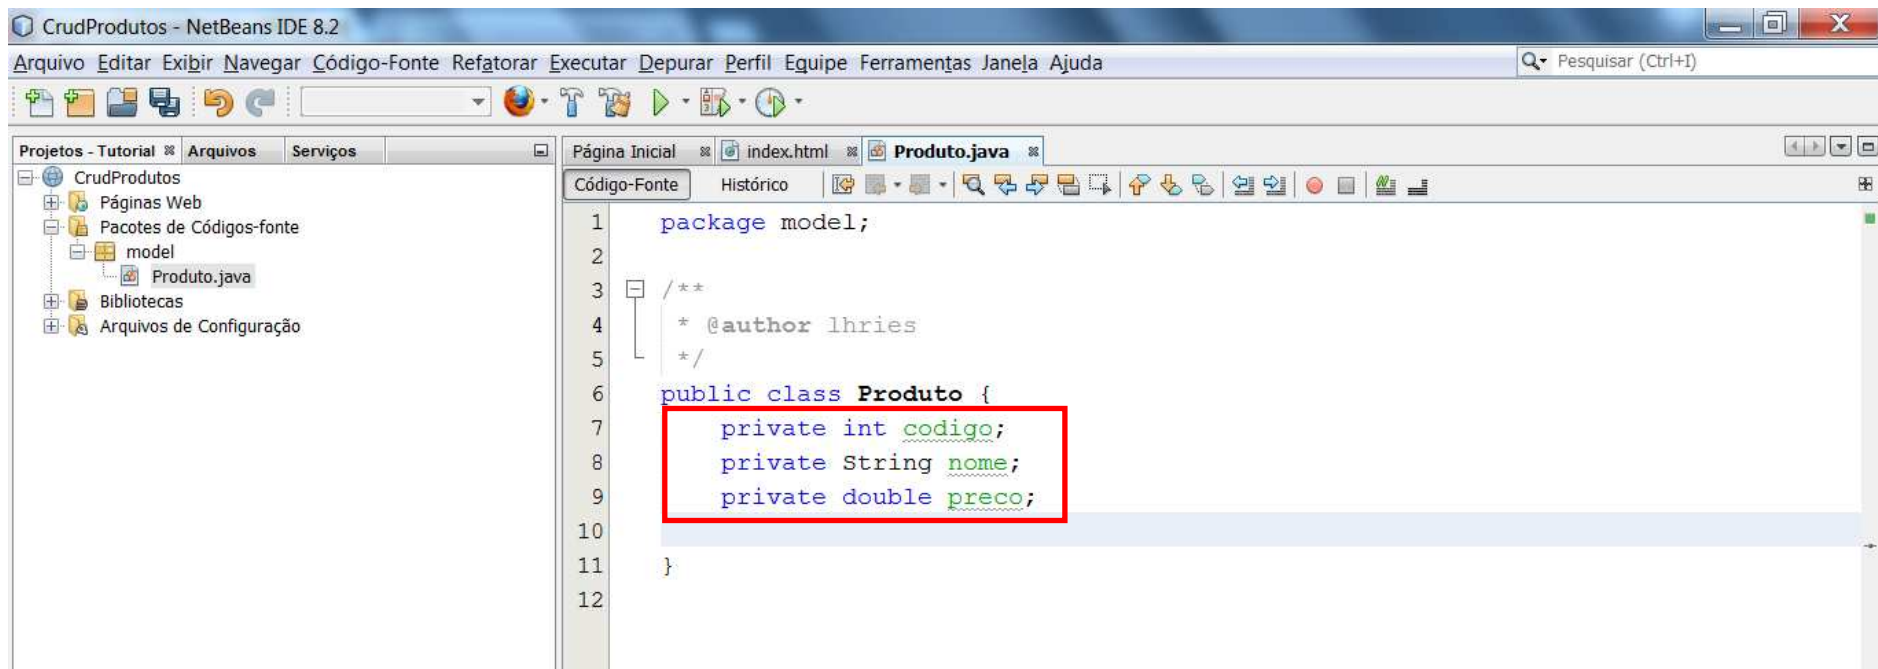 CrudProdutos - NetBeans IDE 8.2
Arquivo Editar Exibir Navegar Código-Fonte Refatorar Executar Depurar Perfil Equipe Ferramentas Janela Ajuda
Pesquisar (Ctrl+I)
Projetos - Tutorial Arquivos Serviços
Página Inicial index.html Produto.java
CrudProdutos
Páginas Web
Pacotes de Códigos-fonte
model
Produto.java
Bibliotecas
Arquivos de Configuração
Código-Fonte Histórico
1 package model;
2
3 /**
4 * @author lhries
5 */
6 public class Produto {
7 private int codigo;
8 private String nome;
9 private double preco;
10
11 }
12